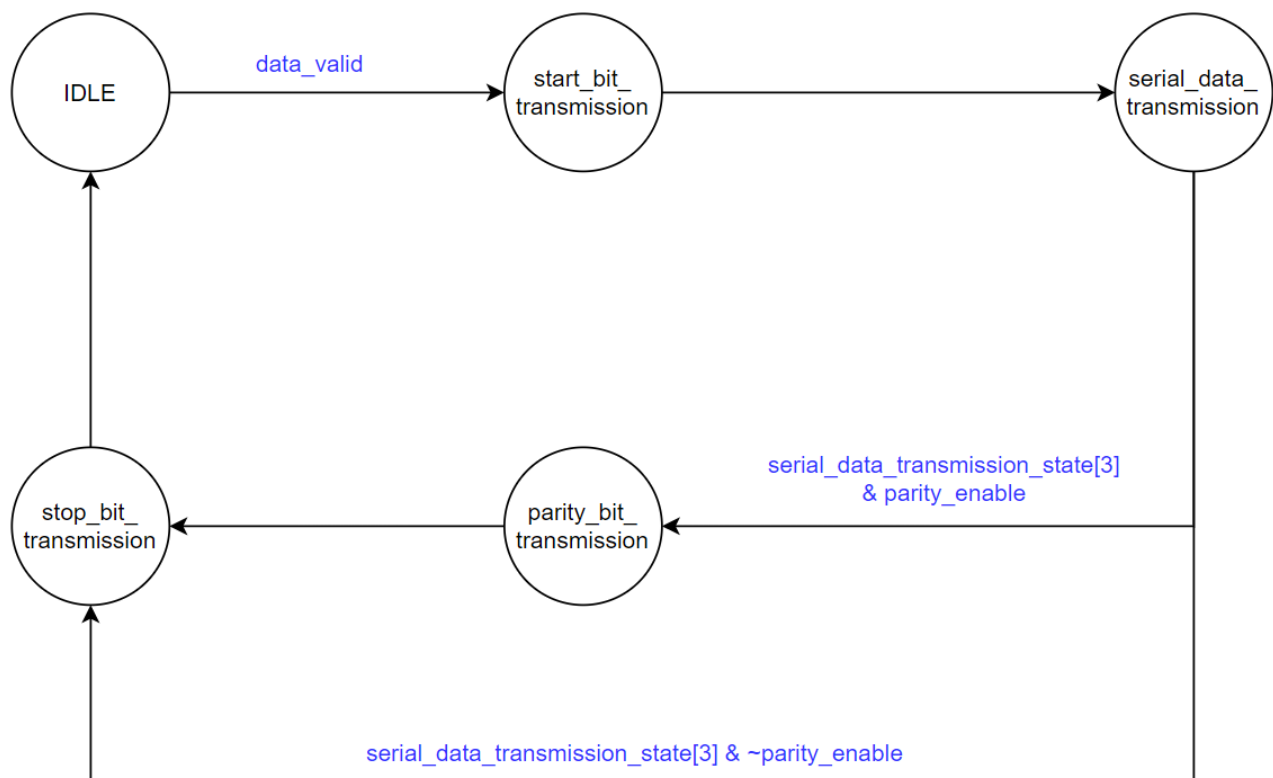 data_valid
IDLE
start_bit_
transmission
serial_data_
transmission
serial_data_transmission_state[3]
& parity_enable
stop_bit_
transmission
parity_bit_
transmission
serial_data_transmission_state[3] & ~parity_enable